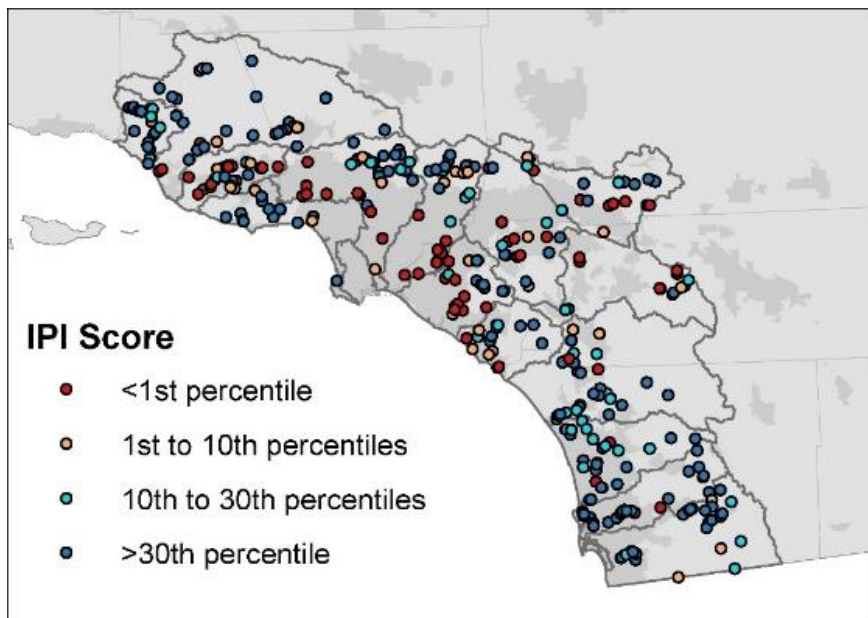 IPI Score
<1st percentile
1st to 10th percentiles
10th to 30th percentiles
>30th percentile